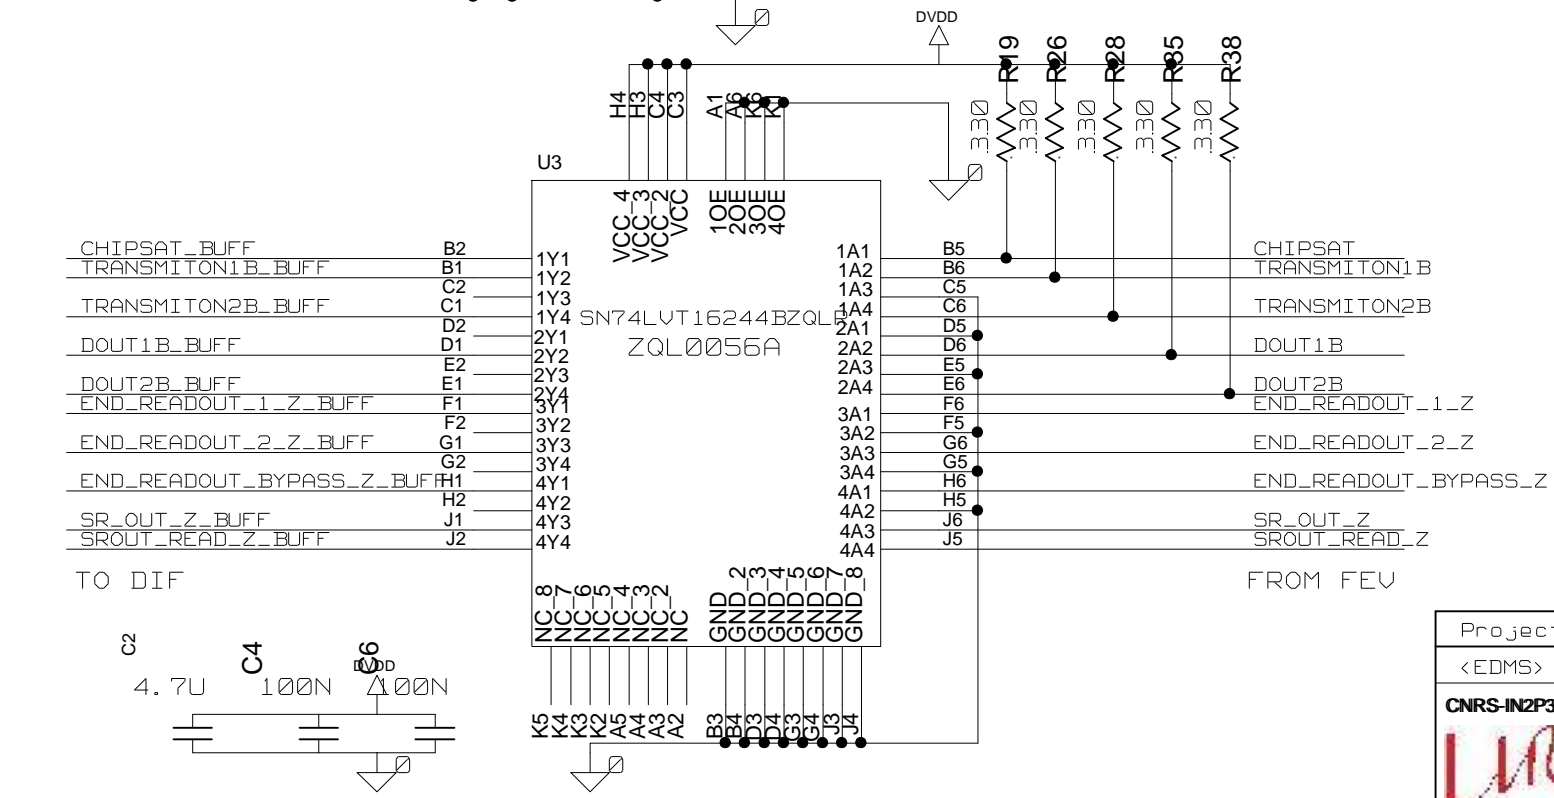 0
DVDD
R19 R26 R28 R35 R38
H4 H3 C4 C3 A1 A6 K6 K1
330 330 330 330 330
0
U3
VCC_4 VCC_3 VCC_2 VCC 1OE 2OE 3OE 4OE
CHIPSAT_BUFF B2 1Y1 1A1 B5 CHIPSAT
TRANSMITON1B_BUFF B1 1Y2 1A2 B6 TRANSMITON1B
C2 1Y3 1A3 C5
TRANSMITON2B_BUFF C1 1Y4 1A4 C6 TRANSMITON2B
SN74LVT16244BZQLR
D2 2Y1 2A1 D5
ZQL0056A
DOUT1B_BUFF D1 2Y2 2A2 D6 DOUT1B
E2 2Y3 2A3 E5
DOUT2B_BUFF E1 2Y4 2A4 E6 DOUT2B
END_READOUT_1_Z_BUFF F1 3Y1 3A1 F6 END_READOUT_1_Z
F2 3Y2 3A2 F5
END_READOUT_2_Z_BUFF G1 3Y3 3A3 G6 END_READOUT_2_Z
G2 3Y4 3A4 G5
END_READOUT_BYPASS_Z_BUFF H1 4Y1 4A1 H6 END_READOUT_BYPASS_Z
H2 4Y2 4A2 H5
SR_OUT_Z_BUFF J1 4Y3 4A3 J6 SR_OUT_Z
SROUT_READ_Z_BUFF J2 4Y4 4A4 J5 SROUT_READ_Z
TO DIF
FROM FEV
NC_8 NC_7 NC_6 NC_5 NC_4 NC_3 NC_2 NC GND GND_2 GND_3 GND_4 GND_5 GND_6 GND_7 GND_8
C2 C4 C6
DVDD
4.7U 100N 100N
K5 K4 K3 K2 A5 A4 A3 A2 B3 B4 D3 D4 G3 G4 J3 J4
0
0
Project
<EDMS>
CNRS-IN2P3